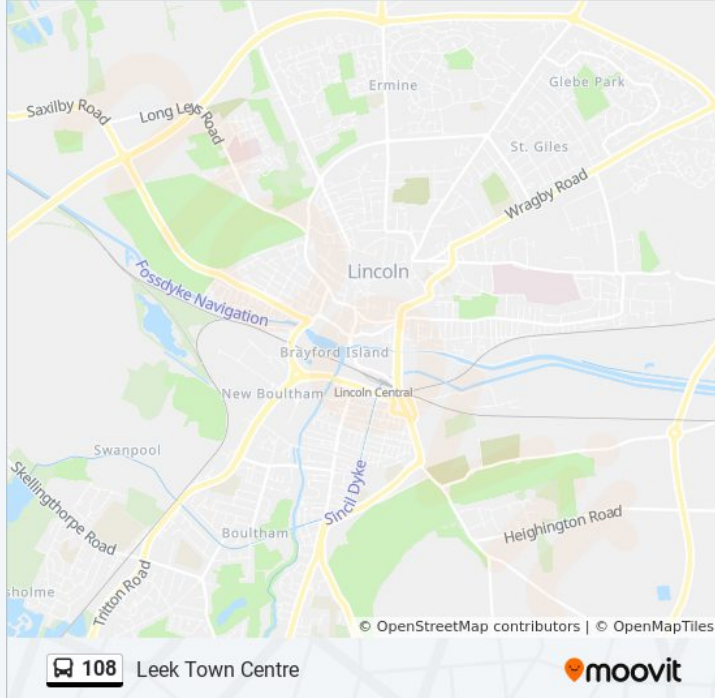 Ermine
Glebe Park
Saxilby Road
Long Leys Road
St. Giles
Wragby Road
Lincoln
Fossdyke Navigation
Brayford Island
New Boultham
Lincoln Central
Swanpool
Sincil Dyke
Skellingthorpe Road
Boultham
Heighington Road
sholme
Tritton Road
© OpenStreetMap contributors | © OpenMapTiles
108 Leek Town Centre
moovit